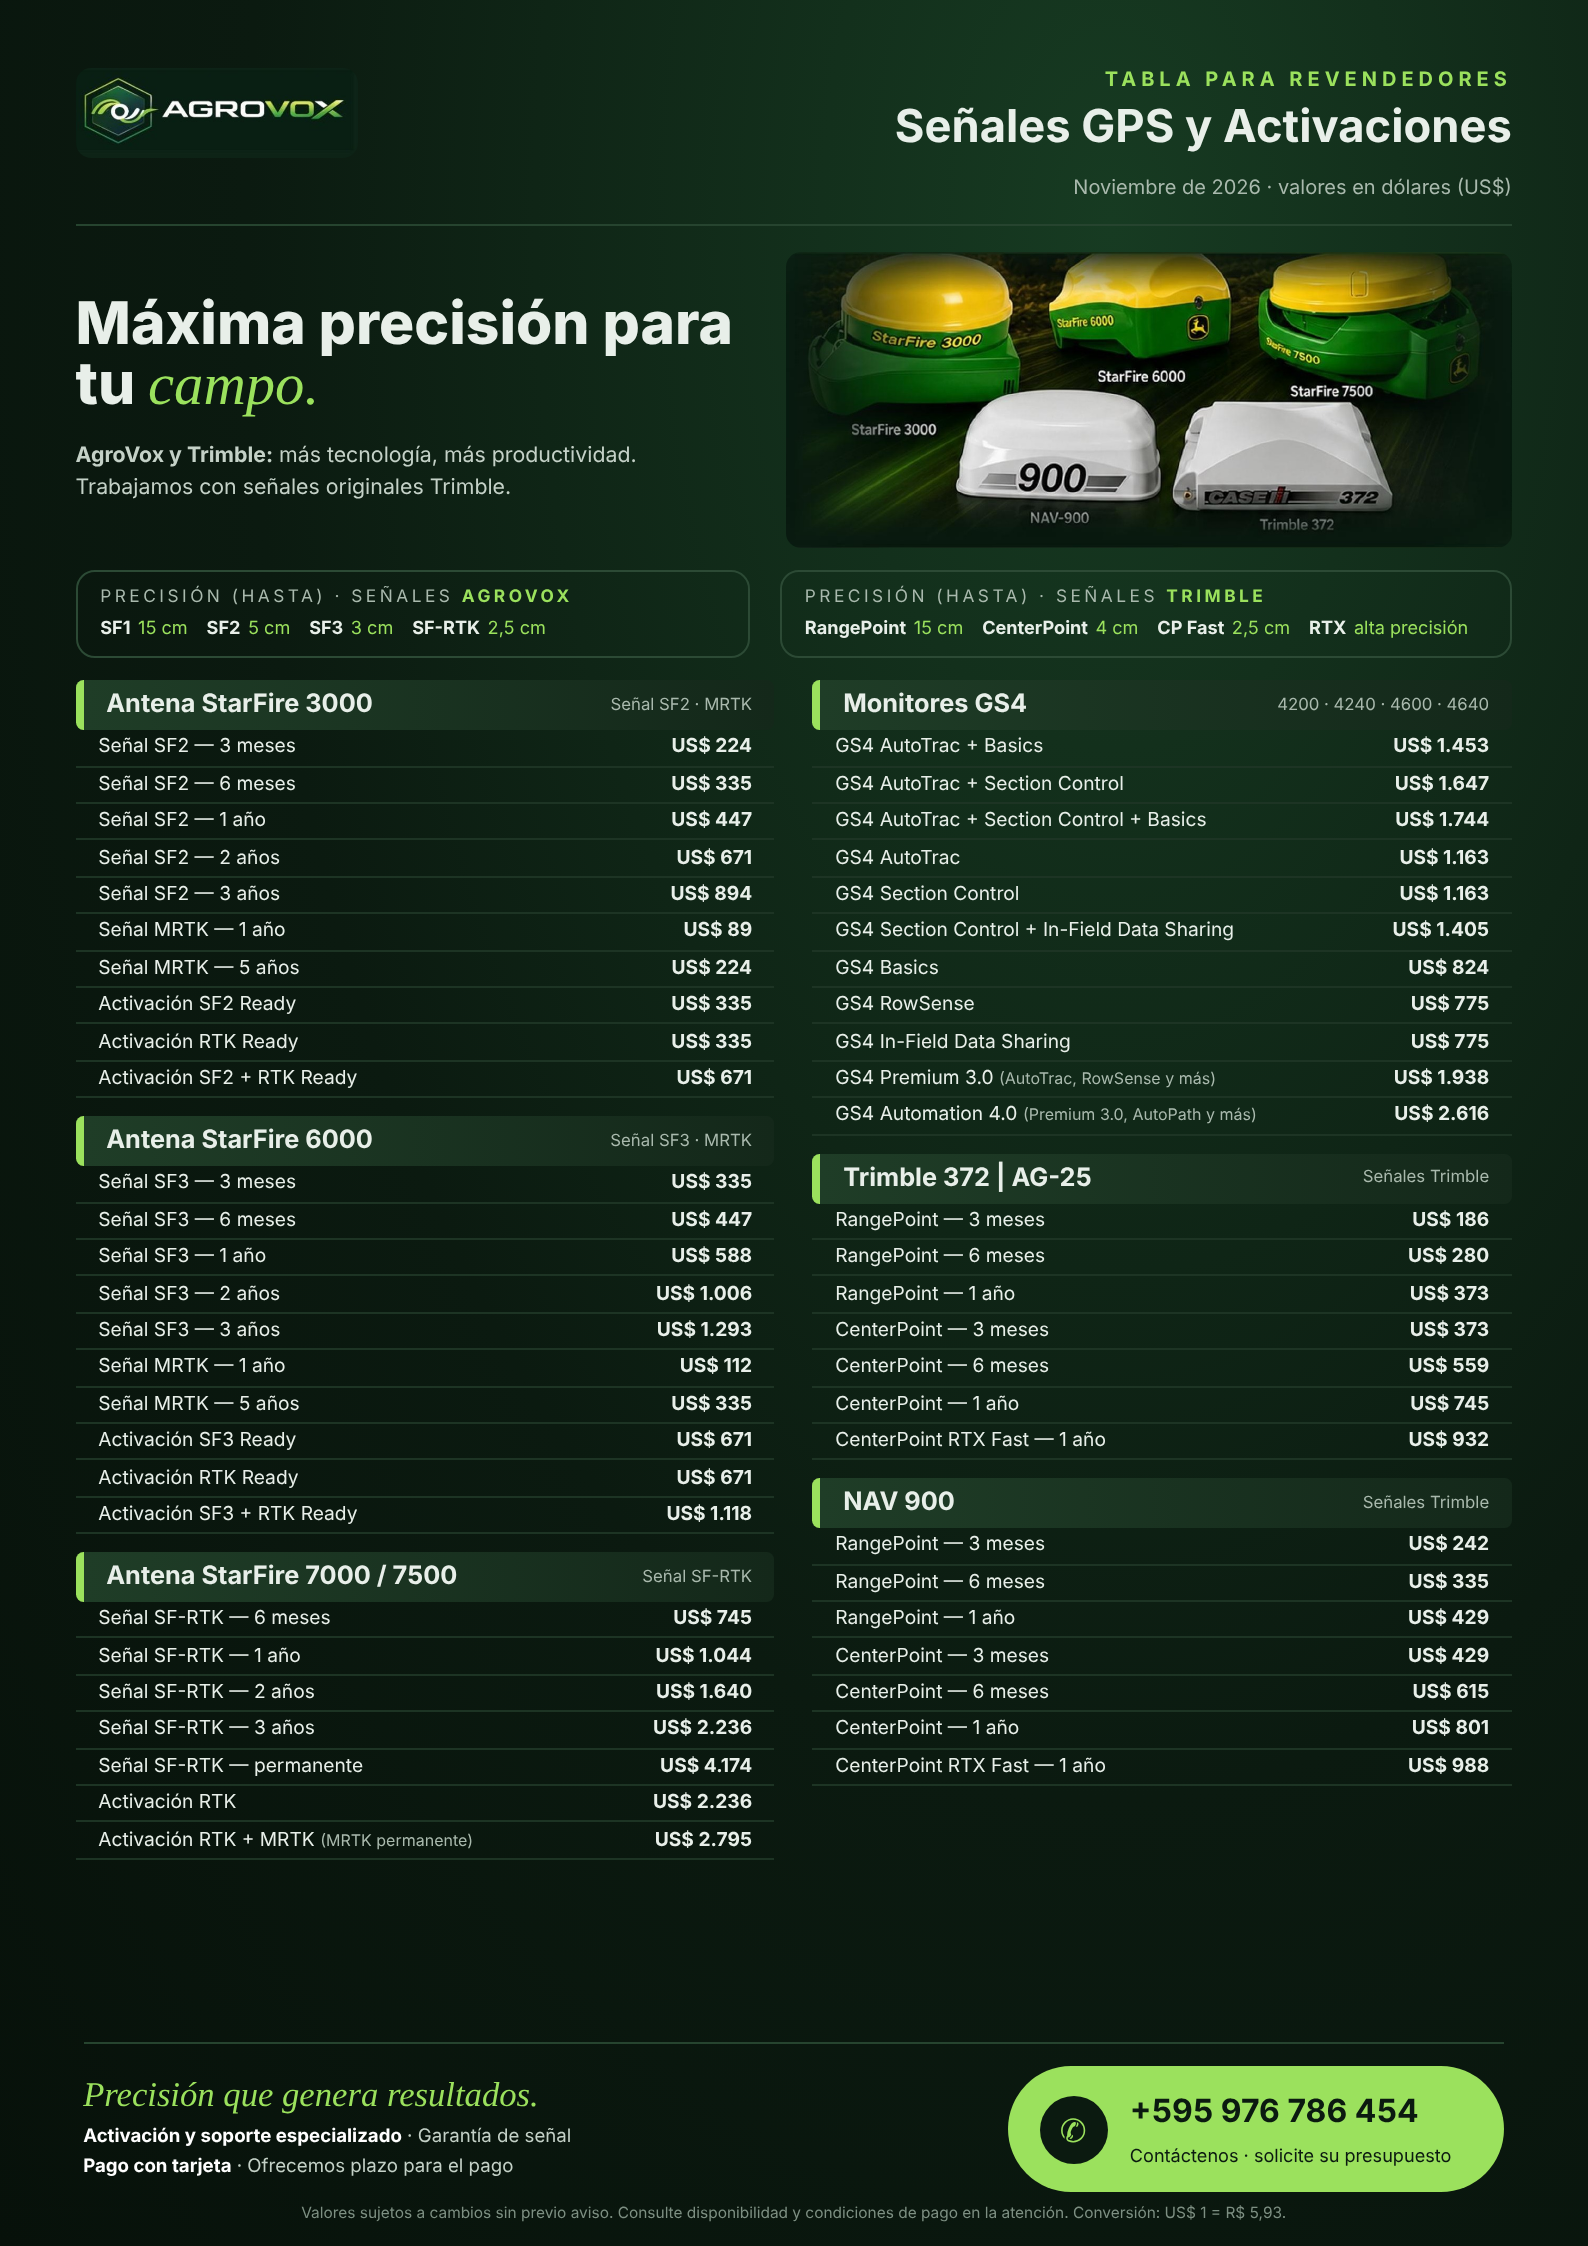 AGROVOX
TABLA PARA REVENDEDORES
Señales GPS y Activaciones
Noviembre de 2026 · valores en dólares (US$)
Máxima precisión para
tu campo.
AgroVox y Trimble: más tecnología, más productividad.
Trabajamos con señales originales Trimble.
StarFire 3000
StarFire 6000
StarFire 7500
StarFire 6000
StarFire 7500
StarFire 3000
900
CASE IH 372
NAV-900
Trimble 372
PRECISIÓN (HASTA) · SEÑALES AGROVOX
SF1 15 cm SF2 5 cm SF3 3 cm SF-RTK 2,5 cm
PRECISIÓN (HASTA) · SEÑALES TRIMBLE
RangePoint 15 cm CenterPoint 4 cm CP Fast 2,5 cm RTX alta precisión
Antena StarFire 3000 Señal SF2 · MRTK
Señal SF2 — 3 meses US$ 224
Señal SF2 — 6 meses US$ 335
Señal SF2 — 1 año US$ 447
Señal SF2 — 2 años US$ 671
Señal SF2 — 3 años US$ 894
Señal MRTK — 1 año US$ 89
Señal MRTK — 5 años US$ 224
Activación SF2 Ready US$ 335
Activación RTK Ready US$ 335
Activación SF2 + RTK Ready US$ 671
Antena StarFire 6000 Señal SF3 · MRTK
Señal SF3 — 3 meses US$ 335
Señal SF3 — 6 meses US$ 447
Señal SF3 — 1 año US$ 588
Señal SF3 — 2 años US$ 1.006
Señal SF3 — 3 años US$ 1.293
Señal MRTK — 1 año US$ 112
Señal MRTK — 5 años US$ 335
Activación SF3 Ready US$ 671
Activación RTK Ready US$ 671
Activación SF3 + RTK Ready US$ 1.118
Antena StarFire 7000 / 7500 Señal SF-RTK
Señal SF-RTK — 6 meses US$ 745
Señal SF-RTK — 1 año US$ 1.044
Señal SF-RTK — 2 años US$ 1.640
Señal SF-RTK — 3 años US$ 2.236
Señal SF-RTK — permanente US$ 4.174
Activación RTK US$ 2.236
Activación RTK + MRTK (MRTK permanente) US$ 2.795
Monitores GS4 4200 · 4240 · 4600 · 4640
GS4 AutoTrac + Basics US$ 1.453
GS4 AutoTrac + Section Control US$ 1.647
GS4 AutoTrac + Section Control + Basics US$ 1.744
GS4 AutoTrac US$ 1.163
GS4 Section Control US$ 1.163
GS4 Section Control + In-Field Data Sharing US$ 1.405
GS4 Basics US$ 824
GS4 RowSense US$ 775
GS4 In-Field Data Sharing US$ 775
GS4 Premium 3.0 (AutoTrac, RowSense y más) US$ 1.938
GS4 Automation 4.0 (Premium 3.0, AutoPath y más) US$ 2.616
Trimble 372 | AG-25 Señales Trimble
RangePoint — 3 meses US$ 186
RangePoint — 6 meses US$ 280
RangePoint — 1 año US$ 373
CenterPoint — 3 meses US$ 373
CenterPoint — 6 meses US$ 559
CenterPoint — 1 año US$ 745
CenterPoint RTX Fast — 1 año US$ 932
NAV 900 Señales Trimble
RangePoint — 3 meses US$ 242
RangePoint — 6 meses US$ 335
RangePoint — 1 año US$ 429
CenterPoint — 3 meses US$ 429
CenterPoint — 6 meses US$ 615
CenterPoint — 1 año US$ 801
CenterPoint RTX Fast — 1 año US$ 988
Precisión que genera resultados.
Activación y soporte especializado · Garantía de señal
Pago con tarjeta · Ofrecemos plazo para el pago
+595 976 786 454
Contáctenos · solicite su presupuesto
Valores sujetos a cambios sin previo aviso. Consulte disponibilidad y condiciones de pago en la atención. Conversión: US$ 1 = R$ 5,93.